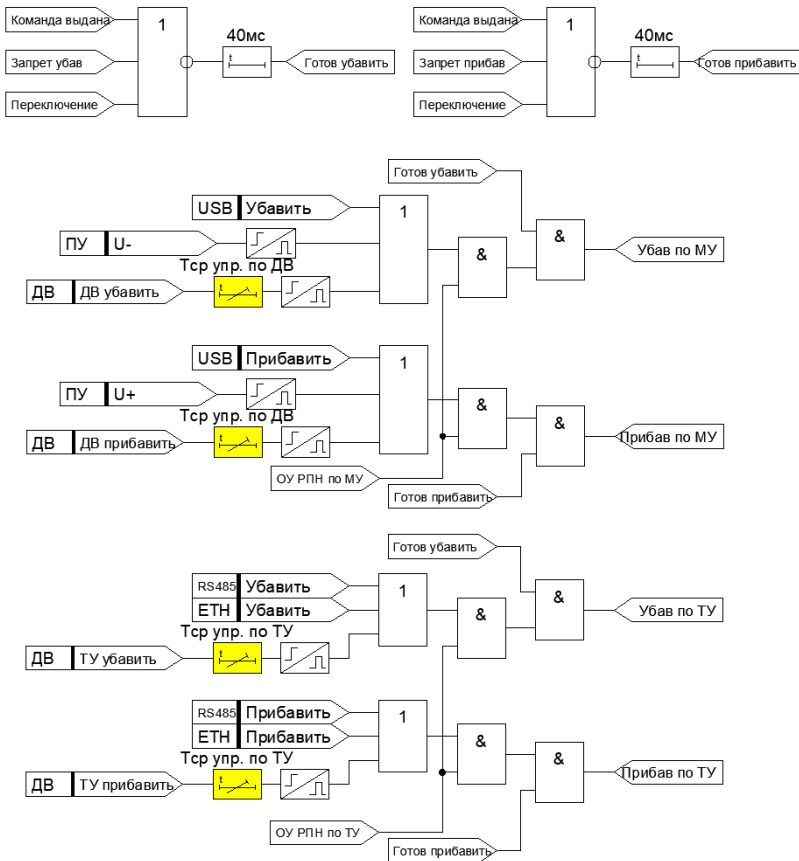 Команда выдана
1
40мс
Запрет убав
Готов убавить
Переключение
Команда выдана
1
40мс
Запрет прибав
Готов прибавить
Переключение
Готов убавить
USB Убавить
1
ПУ U-
&
&
Убав по МУ
Тср упр. по ДВ
t
ДВ ДВ убавить
USB Прибавить
1
ПУ U+
&
&
Прибав по МУ
Тср упр. по ДВ
t
ДВ ДВ прибавить
ОУ РПН по МУ
Готов прибавить
Готов убавить
RS485 Убавить
1
ETH Убавить
&
&
Убав по ТУ
Тср упр. по ТУ
t
ДВ ТУ убавить
RS485 Прибавить
1
ETH Прибавить
&
&
Прибав по ТУ
Тср упр. по ТУ
t
ДВ ТУ прибавить
ОУ РПН по ТУ
Готов прибавить